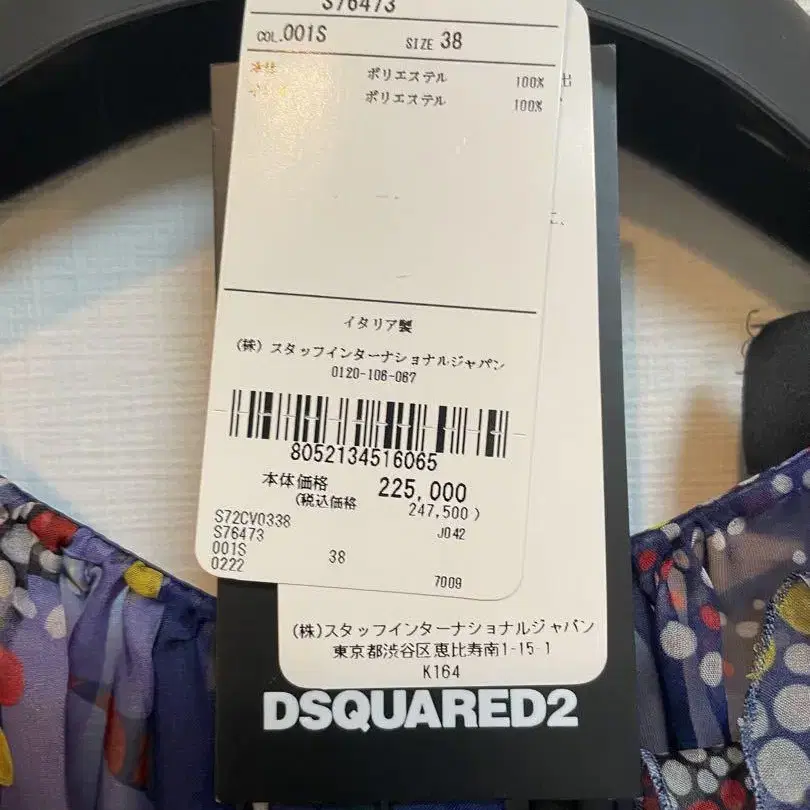 S76473
COL.001S SIZE 38
ポリエステル 100%
ポリエステル 100%
イタリア製
(株) スタッフインターナショナルジャパン
0120-106-067
8052134516065
本体価格 225,000
(税込価格 247,500)
S72CV0338 J042
S76473
001S 38
0222 7009
(株)スタッフインターナショナルジャパン
東京都渋谷区恵比寿南1-15-1
K164
DSQUARED2